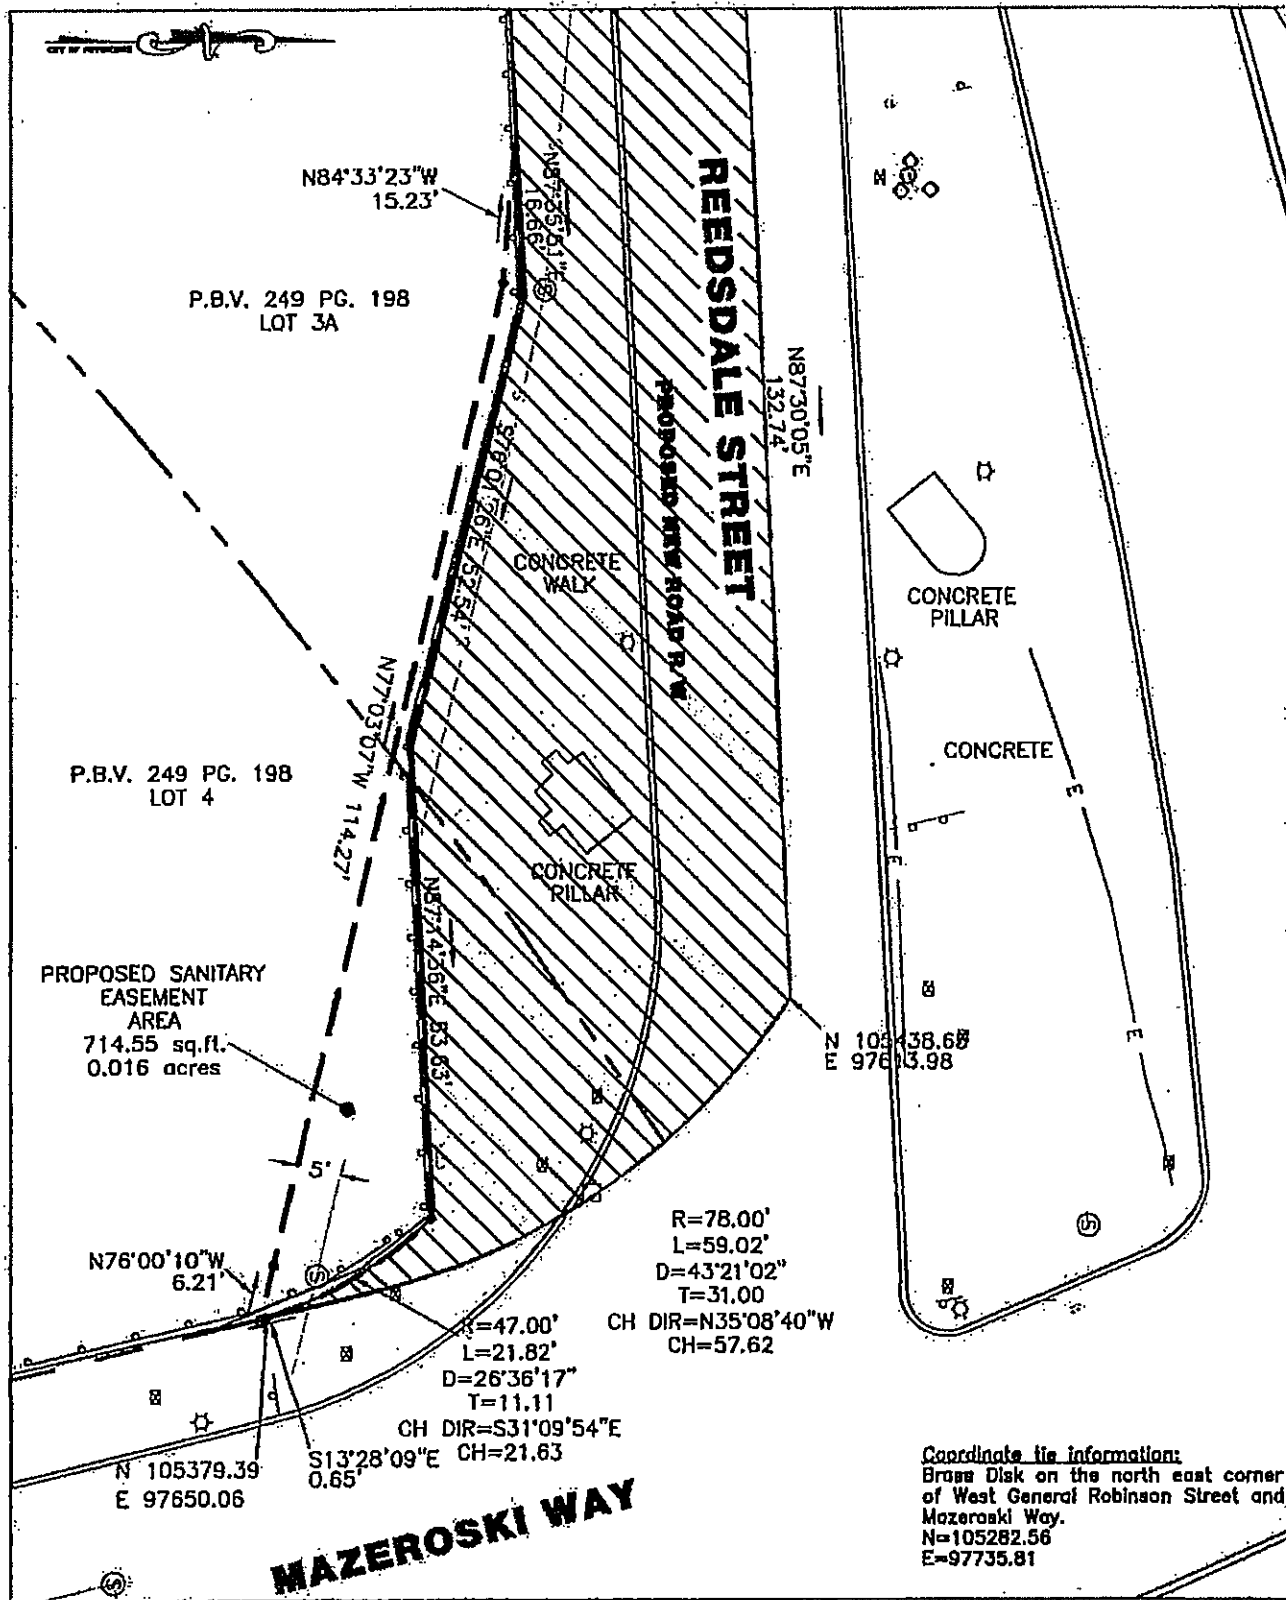 N84°33'23"W
15.23'
16.66'
P.B.V. 249 PG. 198
LOT 3A
REEDSDALE STREET
PROPOSED NEW ROAD R/W
N87°30'05"E
132.74'
CONCRETE
WALK
CONCRETE
PILLAR
N77°03'07"W 114.27'
CONCRETE
P.B.V. 249 PG. 198
LOT 4
E
E
CONCRETE
PILLAR
PROPOSED SANITARY
EASEMENT
AREA
714.55 sq.ft.
0.016 acres
E
N
E
5'
S
S
N76°00'10"W
6.21'
R=78.00'
L=59.02'
D=43°21'02"
T=31.00
CH DIR=N35°08'40"W
CH=57.62
R=47.00'
L=21.82'
D=26°36'17"
T=11.11
CH DIR=S31°09'54"E
CH=21.63
S13°28'09"E
0.65'
N 105379.39
E 97650.06
MAZEROSKI WAY
S
Coordinate tie information:
Brass Disk on the north east corner
of West General Robinson Street and
Mazeroski Way.
N=105282.56
E=97735.81